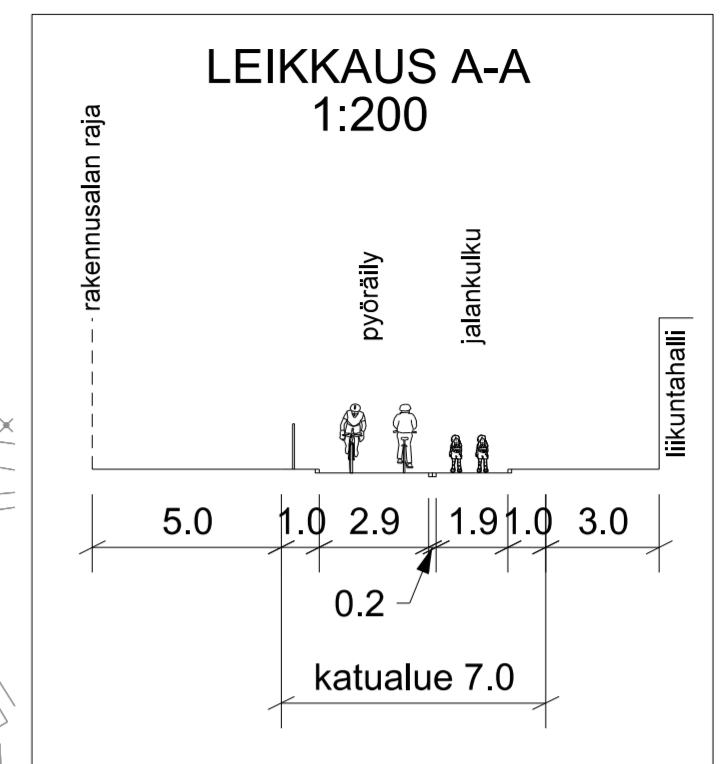 LEIKKAUS A-A
1:200
rakennusalan raja
pyöräily
jalankulku
liikuntahalli
5.0 1.0 2.9 1.9 1.0 3.0
0.2
katualue 7.0